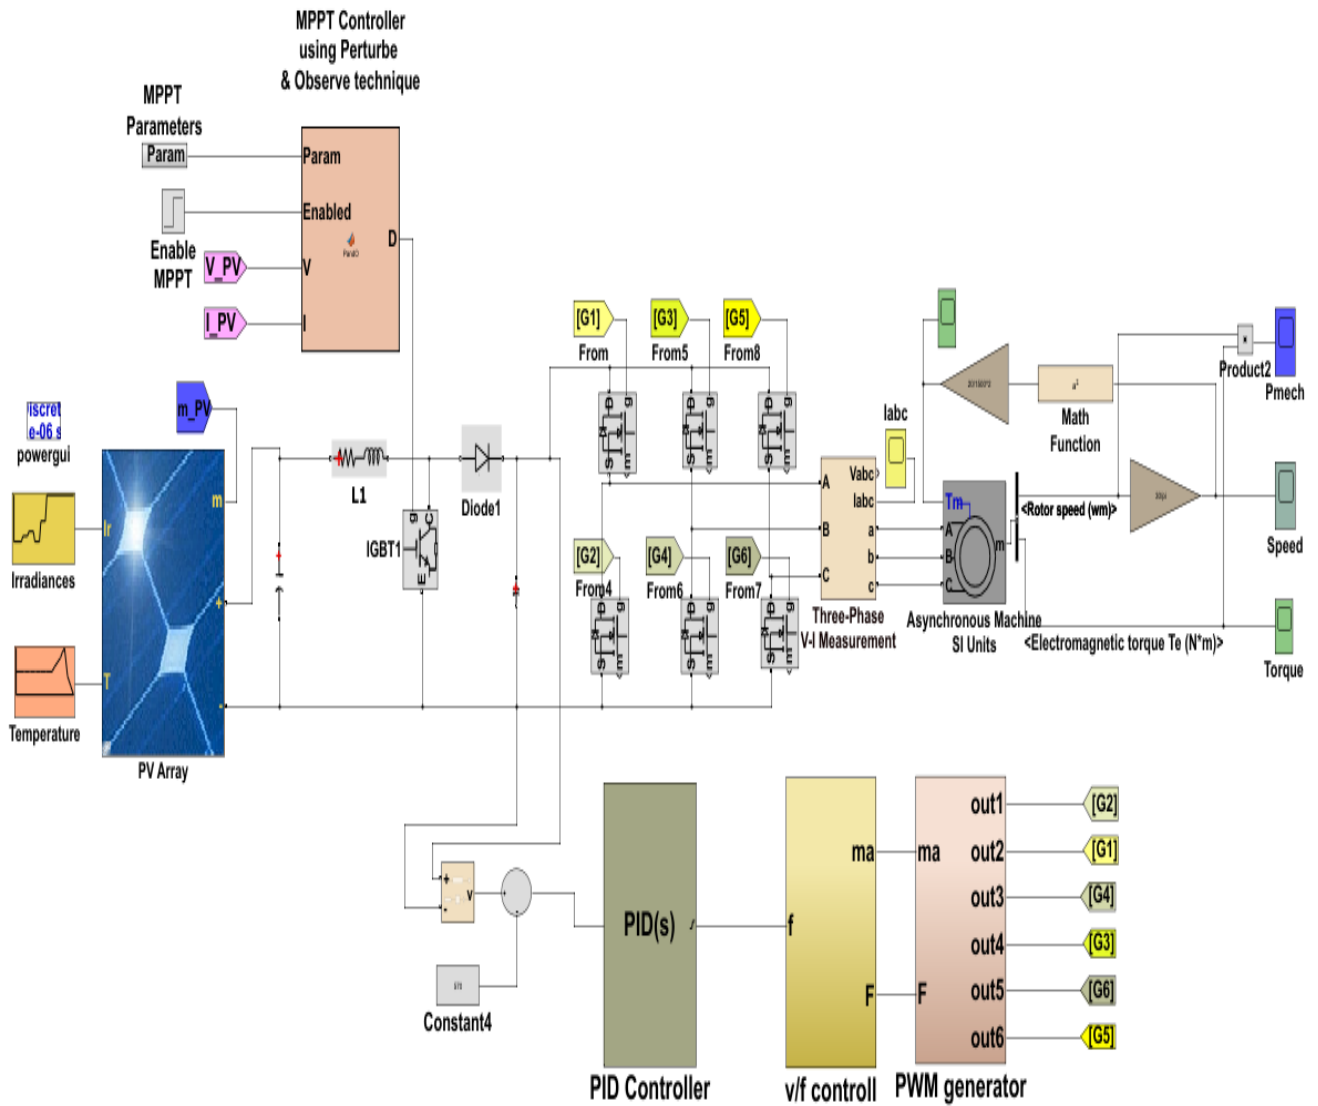 MPPT Controller
using Perturbe
& Observe technique
MPPT
Parameters
Param
Param
Enabled
Enable
MPPT
V_PV
V
I_PV
I
D
m_PV
powergui
e-06 s
Irradiances
Temperature
Ir
T
m
+
-
PV Array
L1
Diode1
IGBT1
g
C
E
[G1]
From
[G3]
From5
[G5]
From8
D
g
S
m
D
g
S
m
D
g
S
m
[G2]
From4
[G4]
From6
[G6]
From7
D
g
S
m
D
g
S
m
D
g
S
m
A
B
C
Vabc
Iabc
a
b
c
Three-Phase
V-I Measurement
Iabc
Tm
A
B
C
m
Asynchronous Machine
SI Units
<Rotor speed (wm)>
<Electromagnetic torque Te (N*m)>
Math
Function
Product2
Pmech
Speed
Torque
+
-
v
Constant4
PID(s)
PID Controller
f
ma
F
v/f controll
ma
F
out1
out2
out3
out4
out5
out6
PWM generator
[G2]
[G1]
[G4]
[G3]
[G6]
[G5]